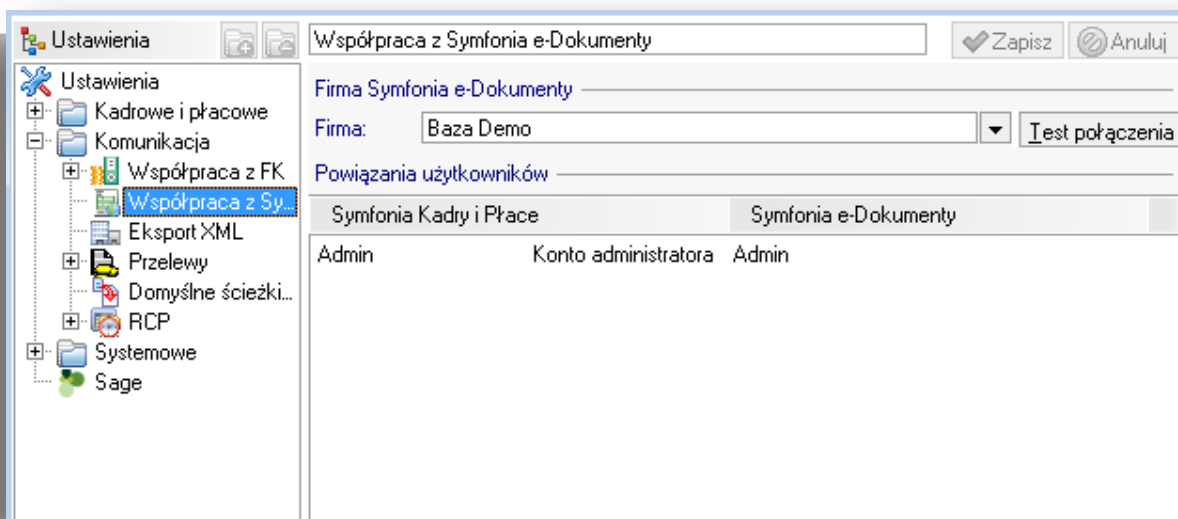 Ustawienia
Współpraca z Symfonia e-Dokumenty
Zapisz
Anuluj
Ustawienia
Kadrowe i płacowe
Komunikacja
Współpraca z FK
Współpraca z Sy...
Eksport XML
Przelewy
Domyślne ścieżki...
RCP
Systemowe
Sage
Firma Symfonia e-Dokumenty
Firma: Baza Demo Test połączenia
Powiązania użytkowników
Symfonia Kadry i Płace Symfonia e-Dokumenty
Admin Konto administratora Admin